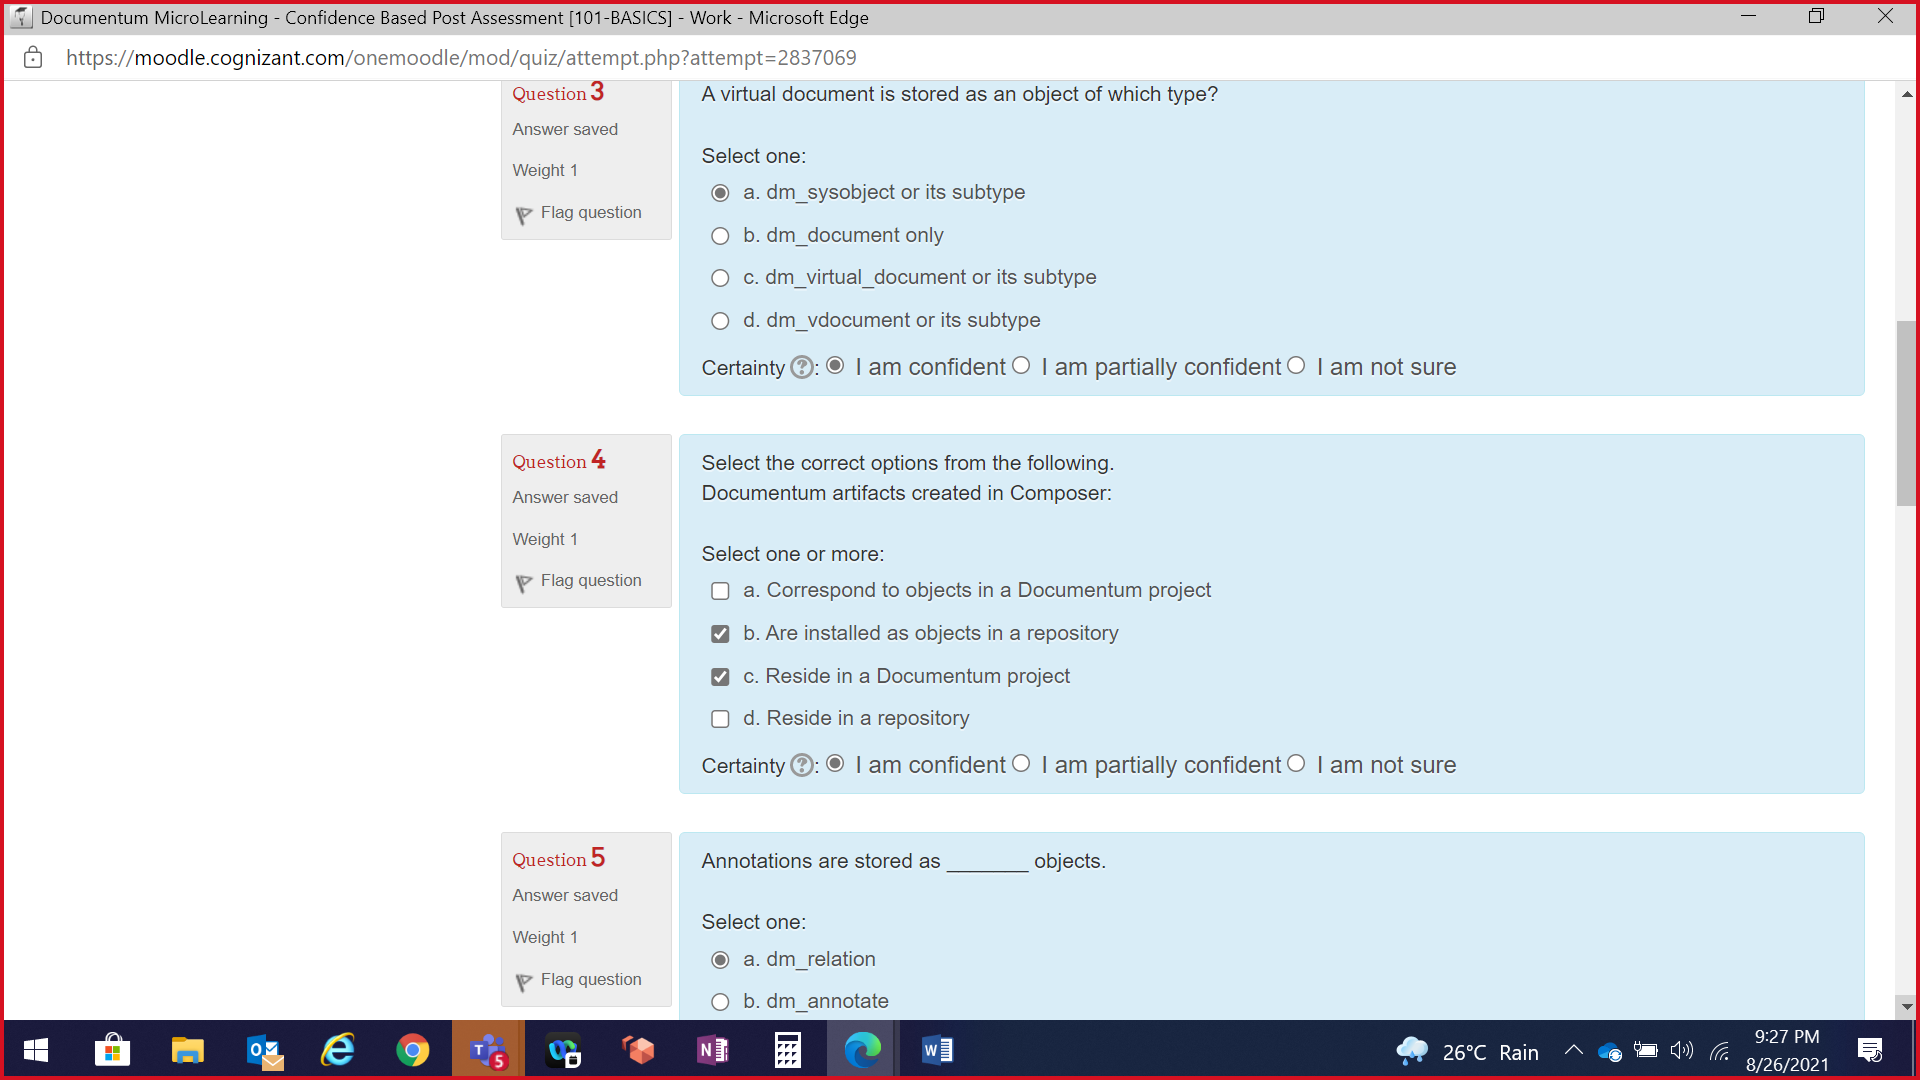 Documentum MicroLearning - Confidence Based Post Assessment [101-BASICS] - Work - Microsoft Edge
https://moodle.cognizant.com/onemoodle/mod/quiz/attempt.php?attempt=2837069
Question 3
Answer saved
Weight 1
Flag question
A virtual document is stored as an object of which type?
Select one:
a. dm_sysobject or its subtype
b. dm_document only
c. dm_virtual_document or its subtype
d. dm_vdocument or its subtype
Certainty ? : I am confident I am partially confident I am not sure
Question 4
Answer saved
Weight 1
Flag question
Select the correct options from the following.
Documentum artifacts created in Composer:
Select one or more:
a. Correspond to objects in a Documentum project
b. Are installed as objects in a repository
c. Reside in a Documentum project
d. Reside in a repository
Certainty ? : I am confident I am partially confident I am not sure
Question 5
Answer saved
Weight 1
Flag question
Annotations are stored as _______ objects.
Select one:
a. dm_relation
b. dm_annotate
26°C Rain
9:27 PM
8/26/2021